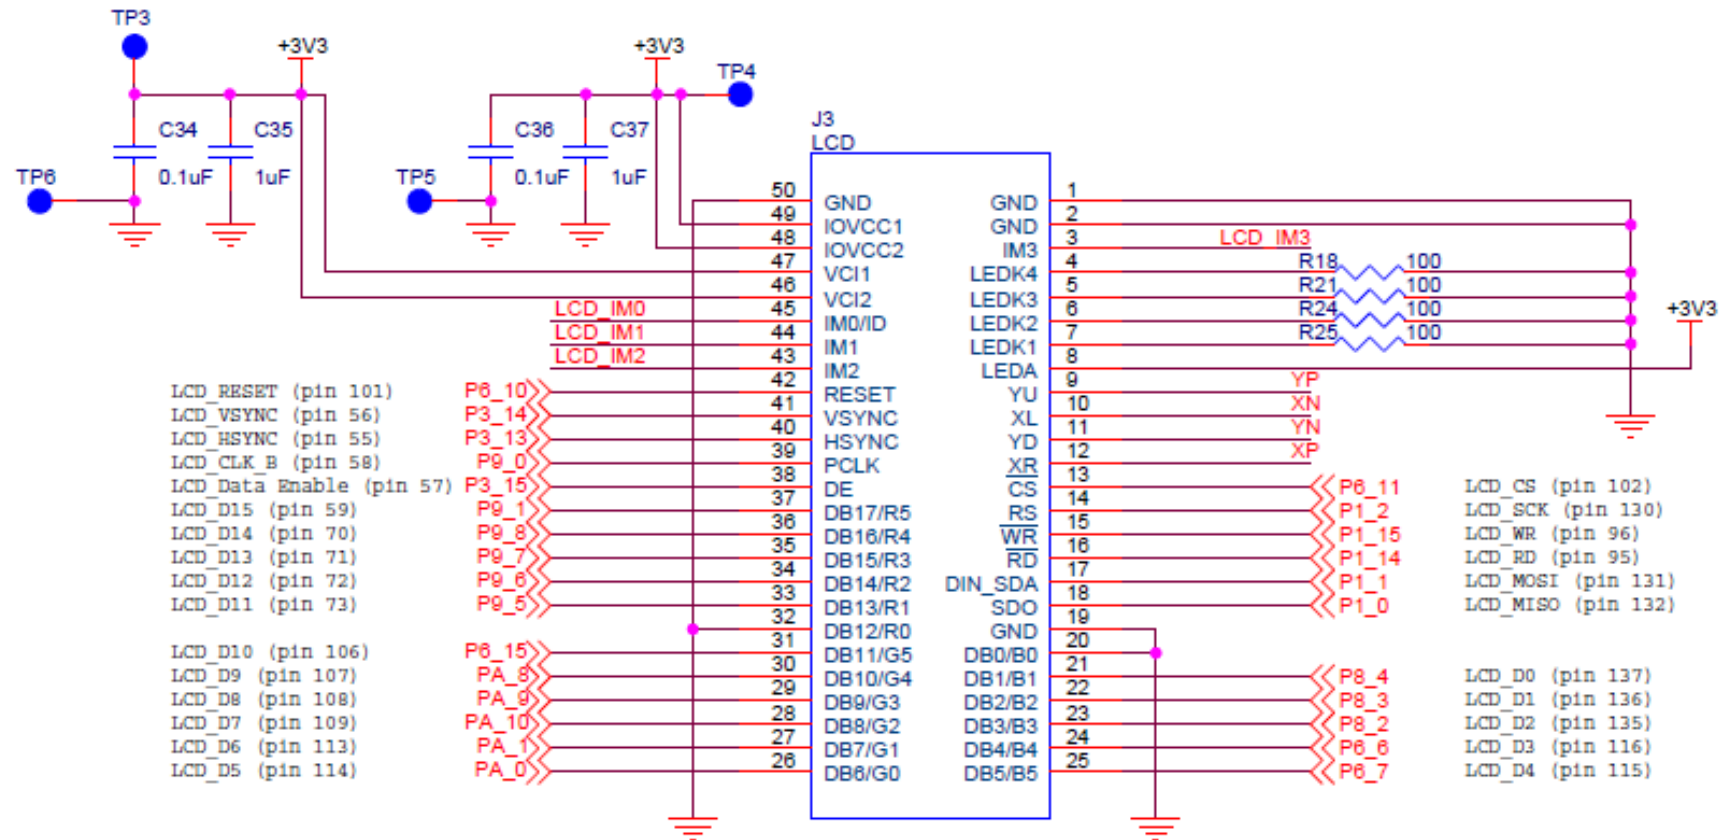 TP3
+3V3
+3V3
TP4
C34
C35
C36
C37
0.1uF
1uF
0.1uF
1uF
TP6
TP5
J3
LCD
50 GND GND 1
49 IOVCC1 GND 2
48 IOVCC2 IM3 3 LCD_IM3
47 VCI1 LEDK4 4 R18 100
46 VCI2 LEDK3 5 R21 100
LCD_IM0 45 IM0/ID LEDK2 6 R24 100
LCD_IM1 44 IM1 LEDK1 7 R25 100
+3V3
LCD_IM2 43 IM2 LEDA 8
LCD_RESET (pin 101) P6_10 42 RESET YU 9 YP
LCD_VSYNC (pin 56) P3_14 41 VSYNC XL 10 XN
LCD_HSYNC (pin 55) P3_13 40 HSYNC YD 11 YN
LCD_CLK_B (pin 58) P9_0 39 PCLK XR 12 XP
LCD_Data Enable (pin 57) P3_15 38 DE CS 13 P6_11 LCD_CS (pin 102)
LCD_D15 (pin 59) P9_1 37 DB17/R5 RS 14 P1_2 LCD_SCK (pin 130)
LCD_D14 (pin 70) P9_8 36 DB16/R4 WR 15 P1_15 LCD_WR (pin 96)
LCD_D13 (pin 71) P9_7 35 DB15/R3 RD 16 P1_14 LCD_RD (pin 95)
LCD_D12 (pin 72) P9_6 34 DB14/R2 DIN_SDA 17 P1_1 LCD_MOSI (pin 131)
LCD_D11 (pin 73) P9_5 33 DB13/R1 SDO 18 P1_0 LCD_MISO (pin 132)
32 DB12/R0 GND 19
LCD_D10 (pin 106) P6_15 31 DB11/G5 DB0/B0 20
LCD_D9 (pin 107) PA_8 30 DB10/G4 DB1/B1 21 P8_4 LCD_D0 (pin 137)
LCD_D8 (pin 108) PA_9 29 DB9/G3 DB2/B2 22 P8_3 LCD_D1 (pin 136)
LCD_D7 (pin 109) PA_10 28 DB8/G2 DB3/B3 23 P8_2 LCD_D2 (pin 135)
LCD_D6 (pin 113) PA_1 27 DB7/G1 DB4/B4 24 P6_6 LCD_D3 (pin 116)
LCD_D5 (pin 114) PA_0 26 DB6/G0 DB5/B5 25 P6_7 LCD_D4 (pin 115)